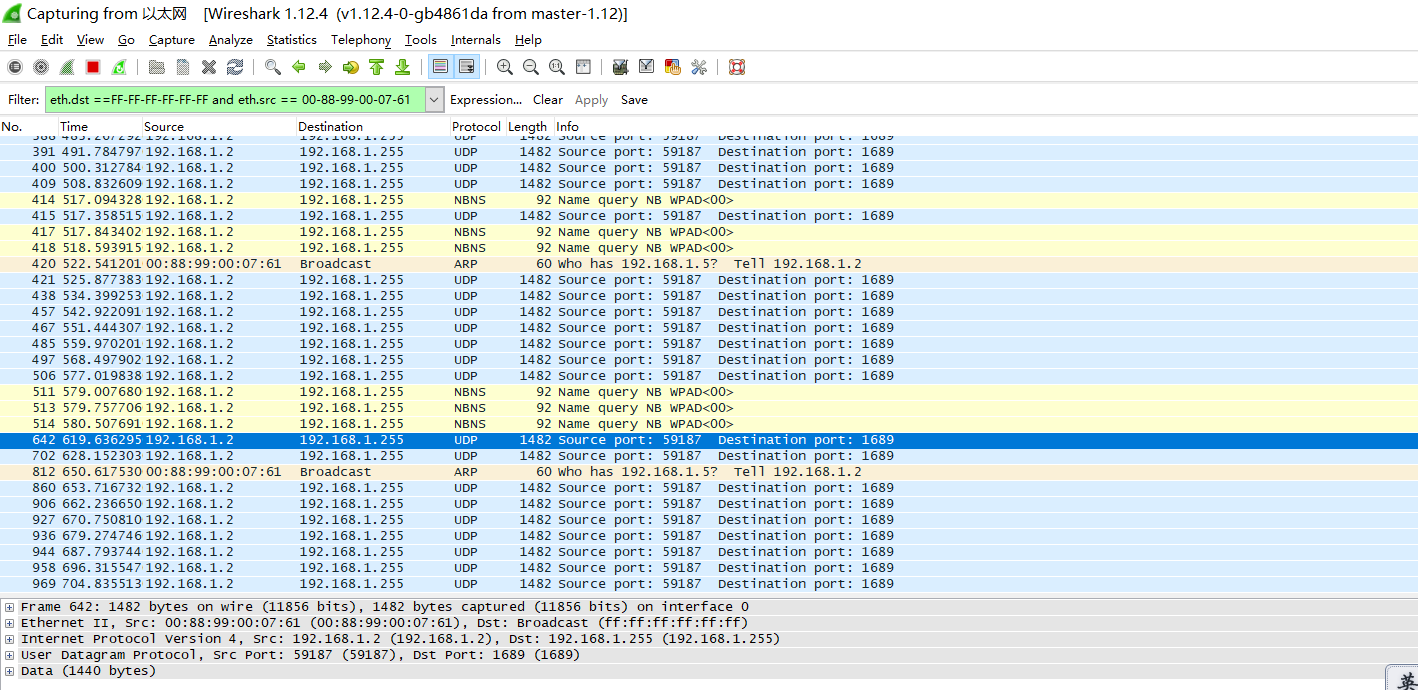 Capturing from 以太网 [Wireshark 1.12.4 (v1.12.4-0-gb4861da from master-1.12)]
File Edit View Go Capture Analyze Statistics Telephony Tools Internals Help
Filter: eth.dst ==FF-FF-FF-FF-FF-FF and eth.src == 00-88-99-00-07-61 Expression... Clear Apply Save
No. Time Source Destination Protocol Length Info
388 483.267292 192.168.1.2 192.168.1.255 UDP 1482 Source port: 59187 Destination port: 1689
391 491.784797 192.168.1.2 192.168.1.255 UDP 1482 Source port: 59187 Destination port: 1689
400 500.312784 192.168.1.2 192.168.1.255 UDP 1482 Source port: 59187 Destination port: 1689
409 508.832609 192.168.1.2 192.168.1.255 UDP 1482 Source port: 59187 Destination port: 1689
414 517.094328 192.168.1.2 192.168.1.255 NBNS 92 Name query NB WPAD<00>
415 517.358515 192.168.1.2 192.168.1.255 UDP 1482 Source port: 59187 Destination port: 1689
417 517.843402 192.168.1.2 192.168.1.255 NBNS 92 Name query NB WPAD<00>
418 518.593915 192.168.1.2 192.168.1.255 NBNS 92 Name query NB WPAD<00>
420 522.541201 00:88:99:00:07:61 Broadcast ARP 60 Who has 192.168.1.5? Tell 192.168.1.2
421 525.877383 192.168.1.2 192.168.1.255 UDP 1482 Source port: 59187 Destination port: 1689
438 534.399253 192.168.1.2 192.168.1.255 UDP 1482 Source port: 59187 Destination port: 1689
457 542.922091 192.168.1.2 192.168.1.255 UDP 1482 Source port: 59187 Destination port: 1689
467 551.444307 192.168.1.2 192.168.1.255 UDP 1482 Source port: 59187 Destination port: 1689
485 559.970201 192.168.1.2 192.168.1.255 UDP 1482 Source port: 59187 Destination port: 1689
497 568.497902 192.168.1.2 192.168.1.255 UDP 1482 Source port: 59187 Destination port: 1689
506 577.019838 192.168.1.2 192.168.1.255 UDP 1482 Source port: 59187 Destination port: 1689
511 579.007680 192.168.1.2 192.168.1.255 NBNS 92 Name query NB WPAD<00>
513 579.757706 192.168.1.2 192.168.1.255 NBNS 92 Name query NB WPAD<00>
514 580.507691 192.168.1.2 192.168.1.255 NBNS 92 Name query NB WPAD<00>
642 619.636295 192.168.1.2 192.168.1.255 UDP 1482 Source port: 59187 Destination port: 1689
702 628.152303 192.168.1.2 192.168.1.255 UDP 1482 Source port: 59187 Destination port: 1689
812 650.617530 00:88:99:00:07:61 Broadcast ARP 60 Who has 192.168.1.5? Tell 192.168.1.2
860 653.716732 192.168.1.2 192.168.1.255 UDP 1482 Source port: 59187 Destination port: 1689
906 662.236650 192.168.1.2 192.168.1.255 UDP 1482 Source port: 59187 Destination port: 1689
927 670.750810 192.168.1.2 192.168.1.255 UDP 1482 Source port: 59187 Destination port: 1689
936 679.274746 192.168.1.2 192.168.1.255 UDP 1482 Source port: 59187 Destination port: 1689
944 687.793744 192.168.1.2 192.168.1.255 UDP 1482 Source port: 59187 Destination port: 1689
958 696.315547 192.168.1.2 192.168.1.255 UDP 1482 Source port: 59187 Destination port: 1689
969 704.835513 192.168.1.2 192.168.1.255 UDP 1482 Source port: 59187 Destination port: 1689
Frame 642: 1482 bytes on wire (11856 bits), 1482 bytes captured (11856 bits) on interface 0
Ethernet II, Src: 00:88:99:00:07:61 (00:88:99:00:07:61), Dst: Broadcast (ff:ff:ff:ff:ff:ff)
Internet Protocol Version 4, Src: 192.168.1.2 (192.168.1.2), Dst: 192.168.1.255 (192.168.1.255)
User Datagram Protocol, Src Port: 59187 (59187), Dst Port: 1689 (1689)
Data (1440 bytes)
英